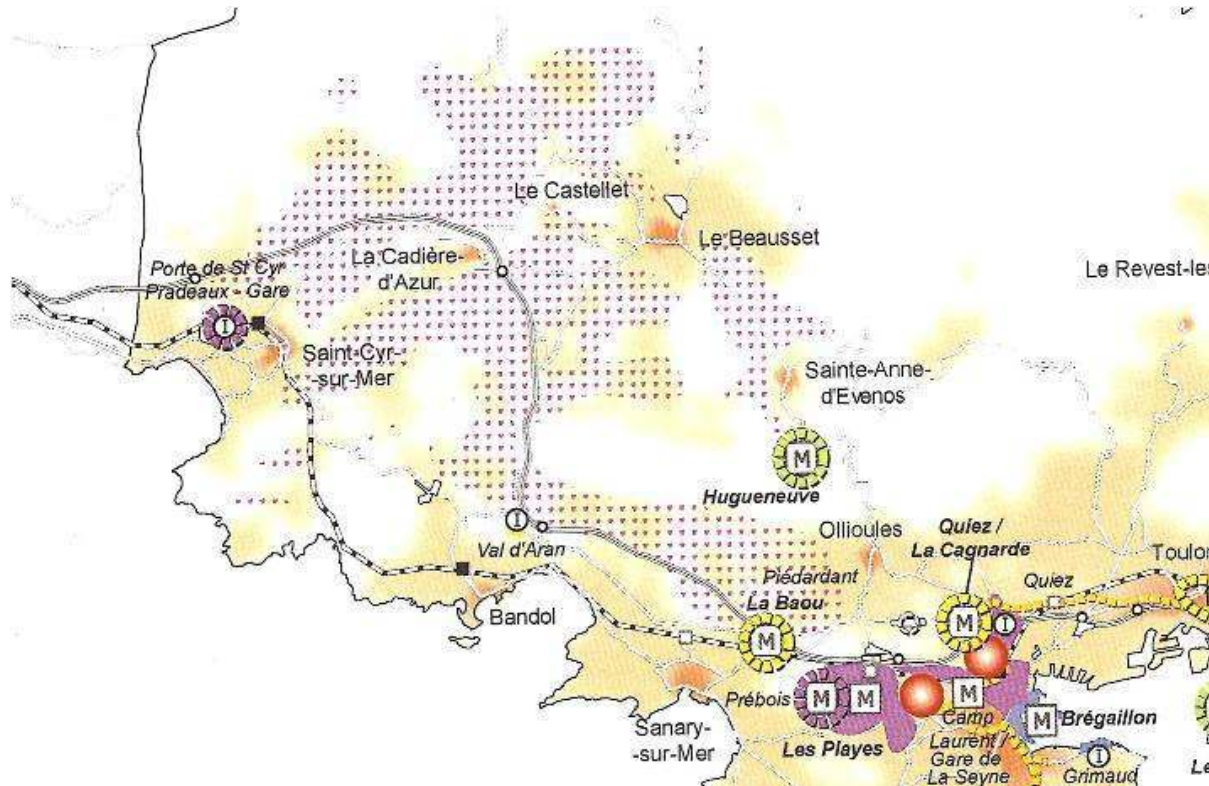 Le Castellet
Le Beausset
La Cadière-
d'Azur
Le Revest-les
Porte de St Cyr
Pradeaux - Gare
I
Saint-Cyr-
-sur-Mer
Sainte-Anne-
d'Evenos
M
Hugueneuve
I
Val d'Aran
Ollioules
Quiez /
La Cagnarde
Toulon
Piédardant
Quiez
La Baou
Bandol
M
M
I
Prébois
M
M
M
M
Brégaillon
Sanary-
-sur-Mer
Les Playes
Camp
Laurent /
Gare de
La Seyne
I
Grimaud
Le